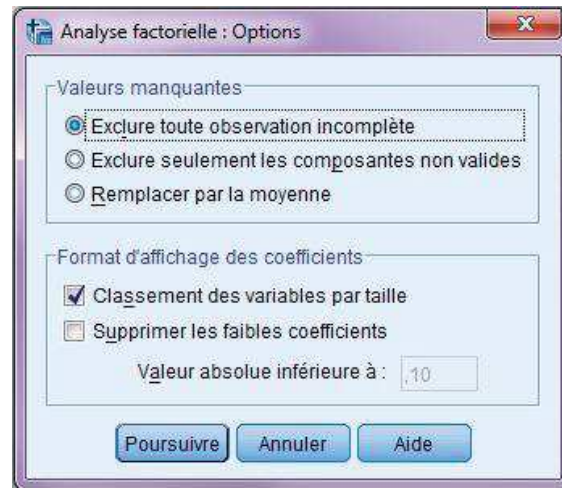 Analyse factorielle : Options
Valeurs manquantes
Exclure toute observation incomplète
Exclure seulement les composantes non valides
Remplacer par la moyenne
Format d'affichage des coefficients
Classement des variables par taille
Supprimer les faibles coefficients
Valeur absolue inférieure à : ,10
Poursuivre Annuler Aide